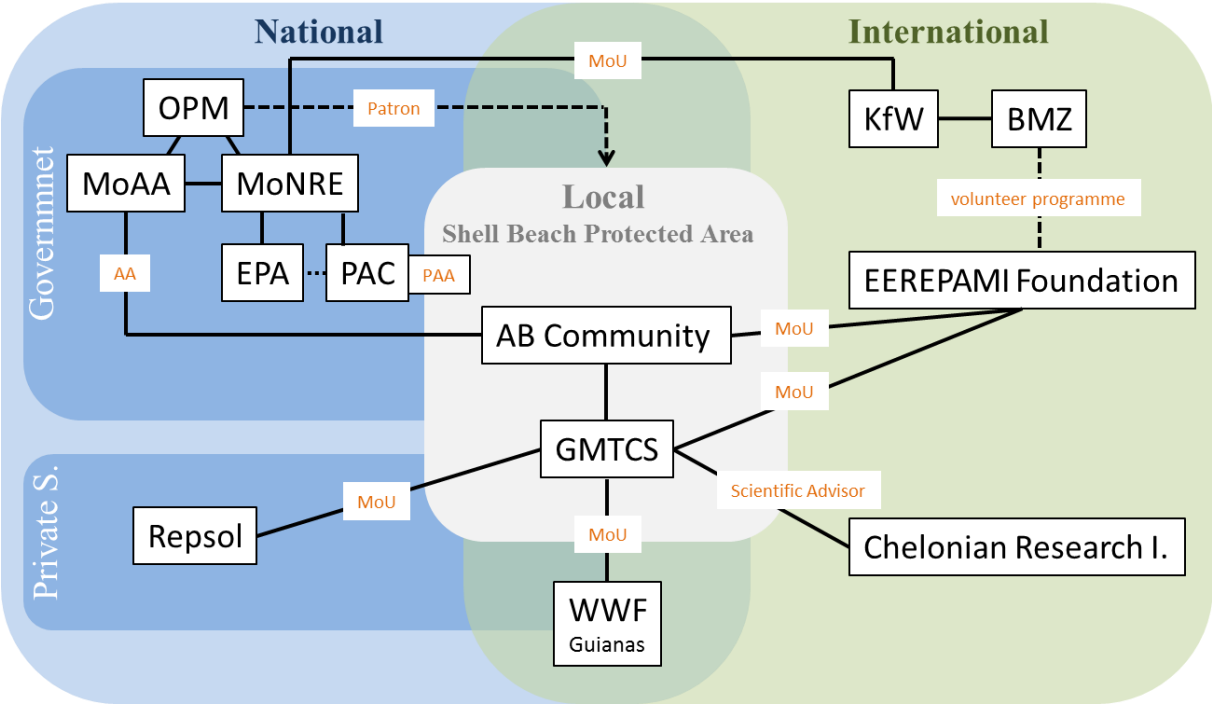 National
International
MoU
OPM
Patron
KfW
BMZ
Governmnet
MoAA
MoNRE
Local
Shell Beach Protected Area
volunteer programme
AA
EPA
PAC
PAA
EEREPAMI Foundation
AB Community
MoU
MoU
GMTCS
Private S.
MoU
Scientific Advisor
Repsol
MoU
Chelonian Research I.
WWF
Guianas